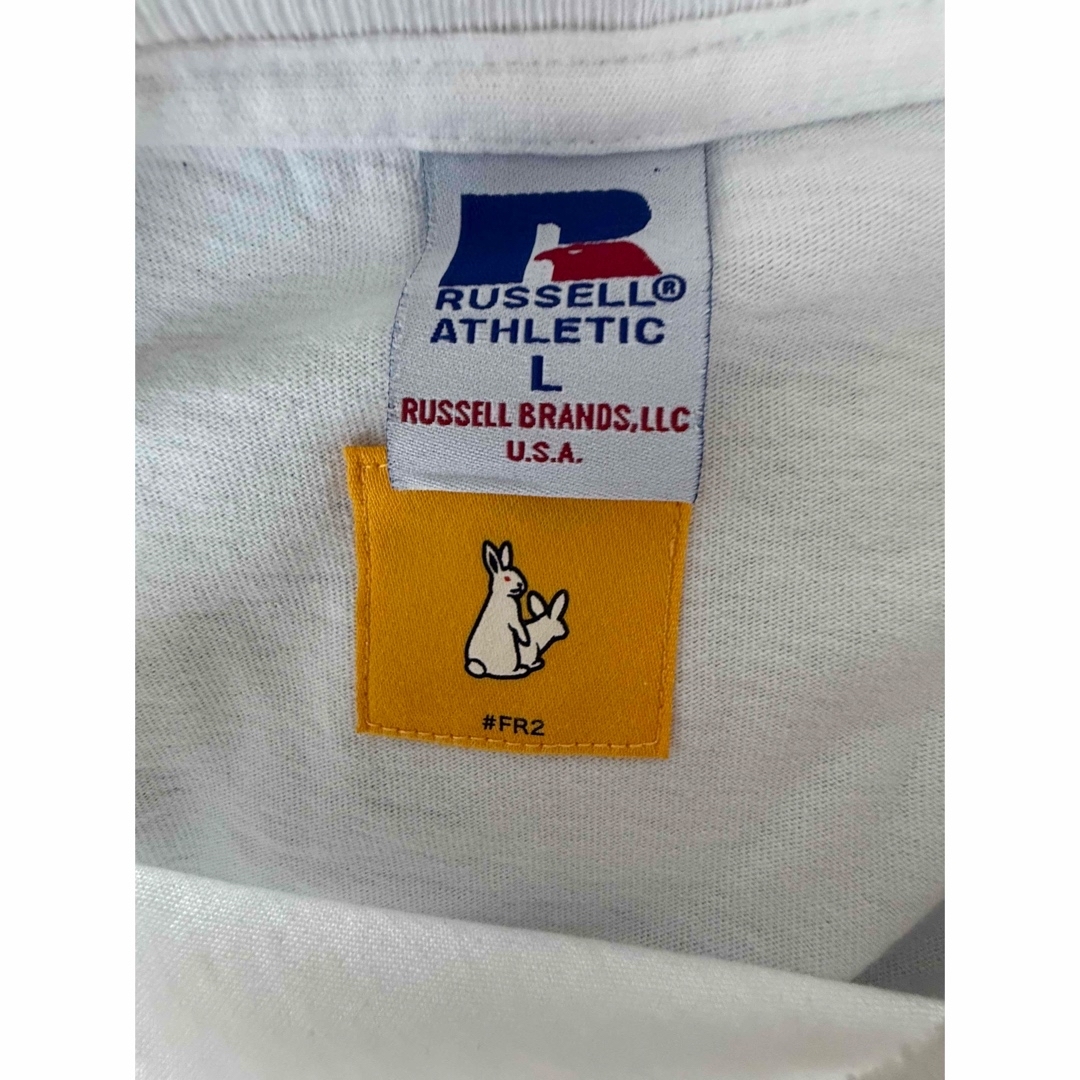 RUSSELL®
ATHLETIC
L
RUSSELL BRANDS,LLC
U.S.A.
#FR2